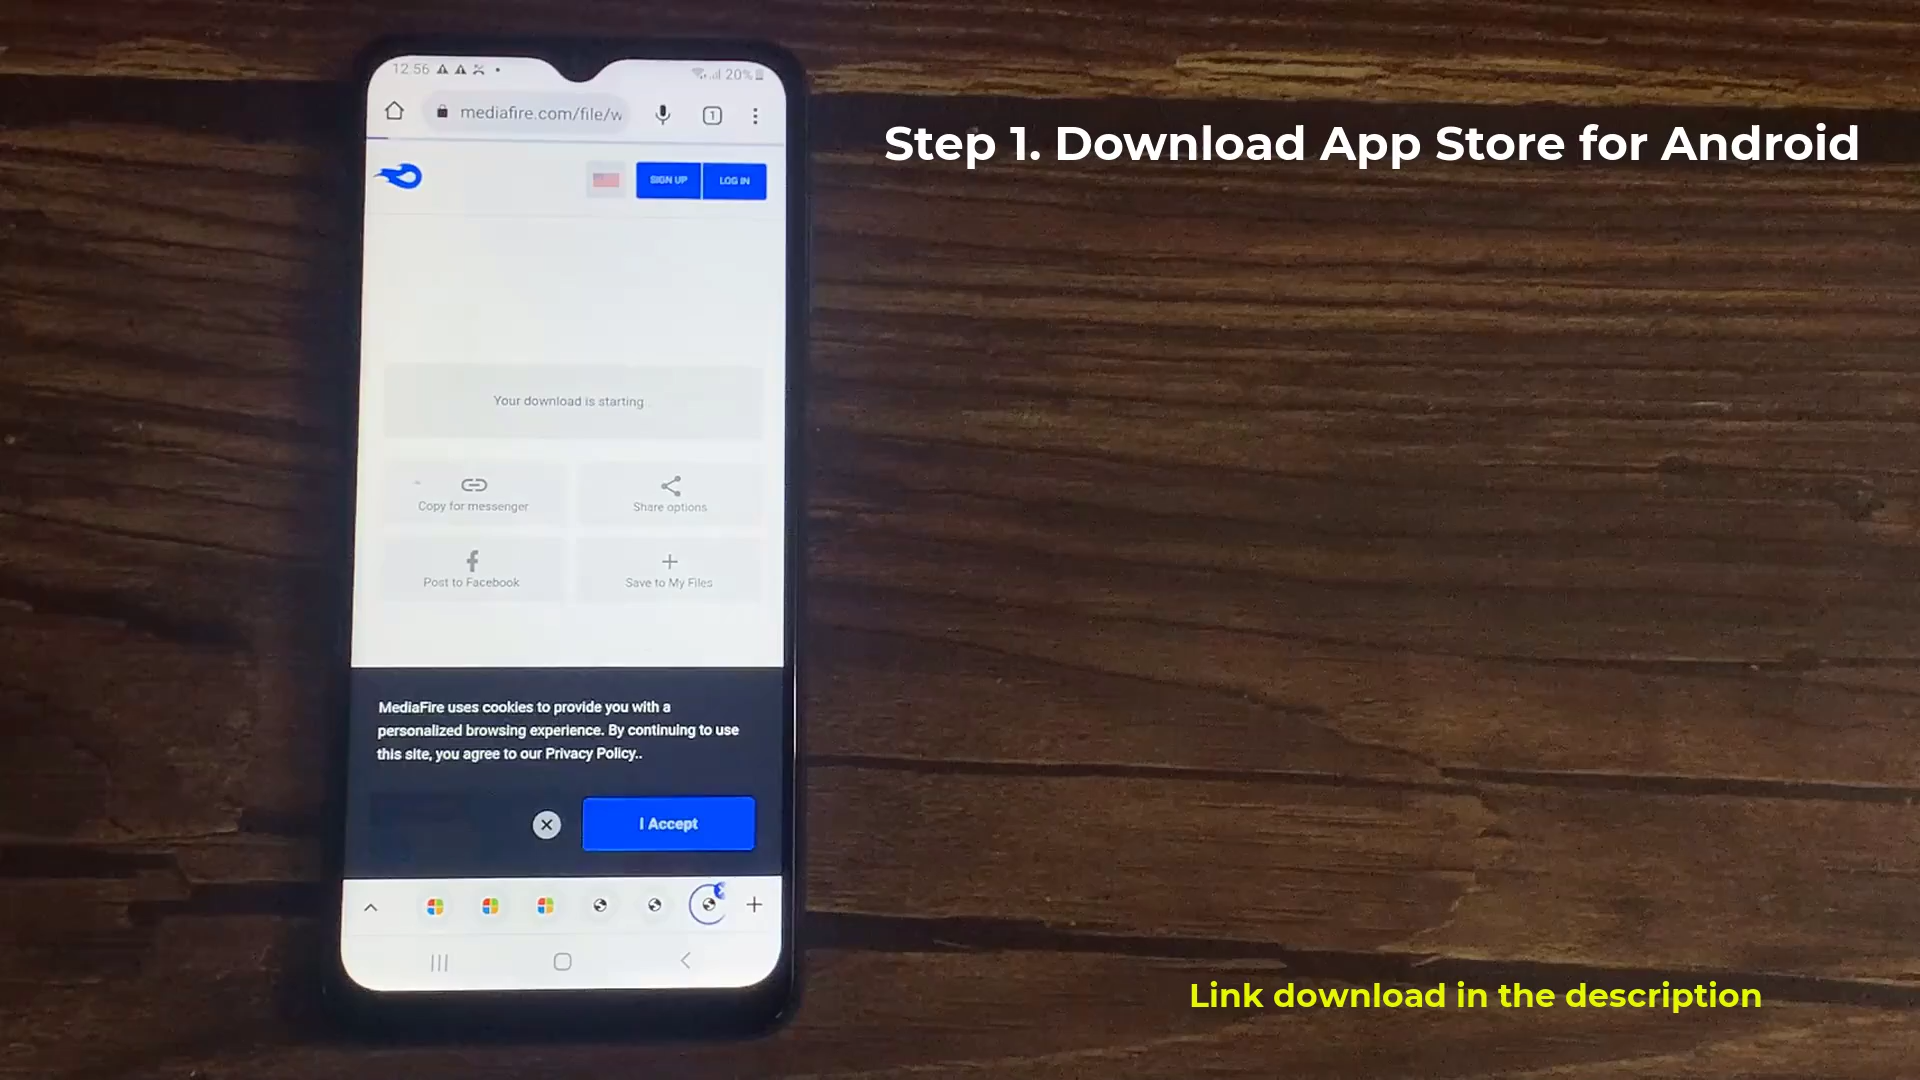 12:56
20%
mediafire.com/file/w
1
SIGN UP
LOG IN
Step 1. Download App Store for Android
Your download is starting
Copy for messenger
Share options
Post to Facebook
Save to My Files
MediaFire uses cookies to provide you with a
personalized browsing experience. By continuing to use
this site, you agree to our Privacy Policy..
I Accept
Link download in the description